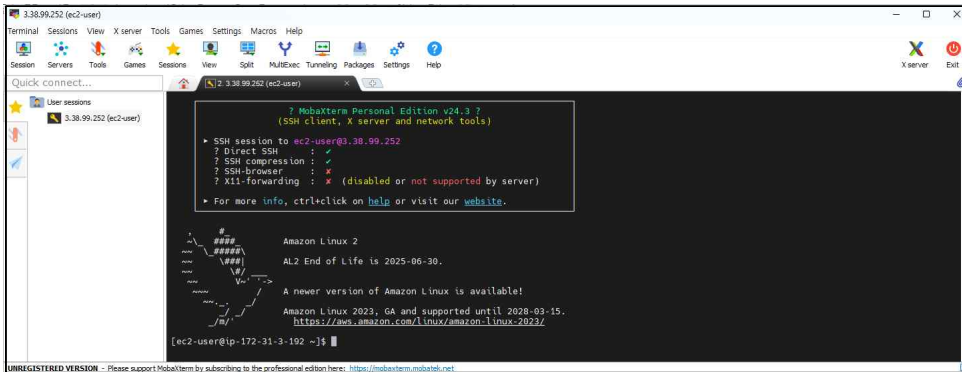 3.38.99.252 (ec2-user)
Terminal Sessions View X server Tools Games Settings Macros Help
Session Servers Tools Games Sessions View Split MultiExec Tunneling Packages Settings Help X server Exit
Quick connect...
2. 3.38.99.252 (ec2-user)
User sessions
3.38.99.252 (ec2-user)
? MobaXterm Personal Edition v24.3 ?
(SSH client, X server and network tools)
► SSH session to ec2-user@3.38.99.252
? Direct SSH : ✔
? SSH compression : ✔
? SSH-browser : ✘
? X11-forwarding : ✘ (disabled or not supported by server)
► For more info, ctrl+click on help or visit our website.
, #_
~\_ ####_ Amazon Linux 2
~~ \_#####\
~~ \###| AL2 End of Life is 2025-06-30.
~~ \#/ ___
~~ V~' '->
~~~ / A newer version of Amazon Linux is available!
~~._. _/
_/ _/ Amazon Linux 2023, GA and supported until 2028-03-15.
_/m/' https://aws.amazon.com/linux/amazon-linux-2023/
[ec2-user@ip-172-31-3-192 ~]$
UNREGISTERED VERSION - Please support MobaXterm by subscribing to the professional edition here: https://mobaxterm.mobatek.net